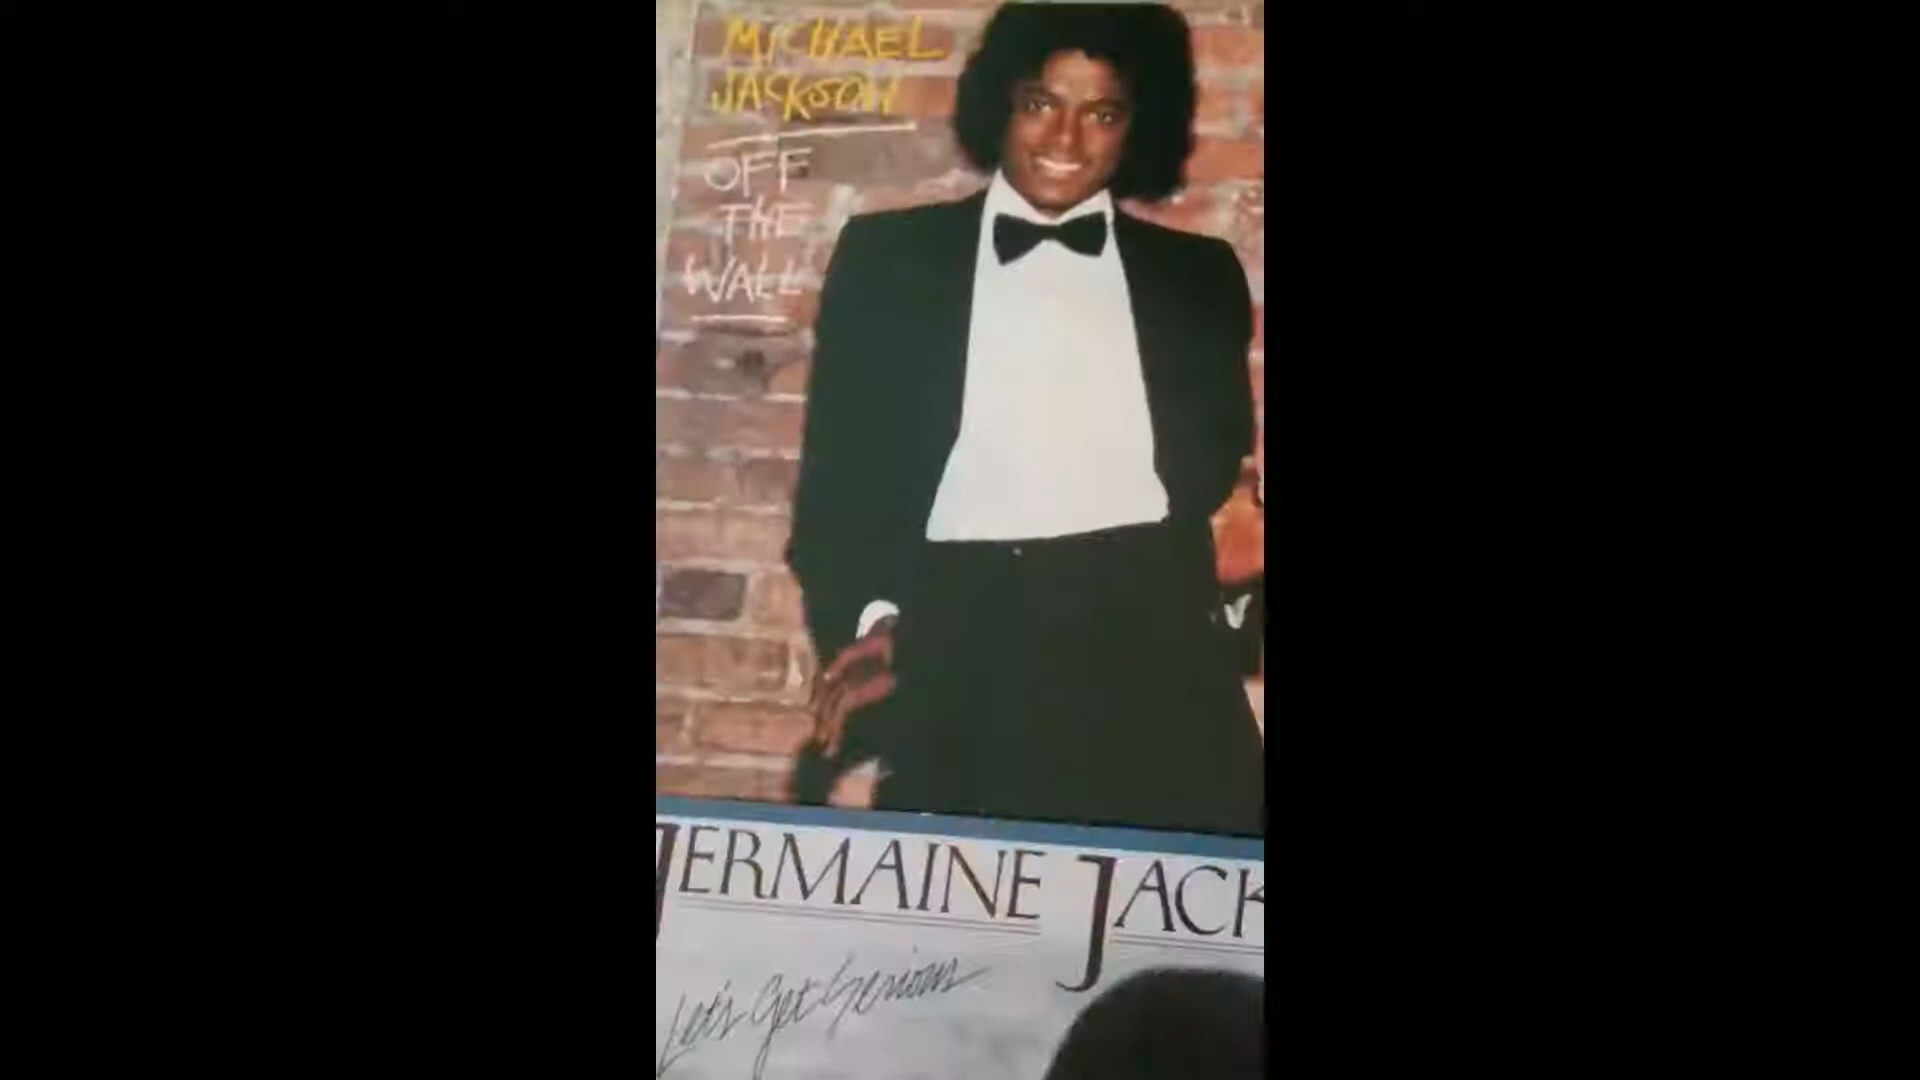 MICHAEL
JACKSON
OFF
THE
WALL
JERMAINE JACK
Let's Get Serious